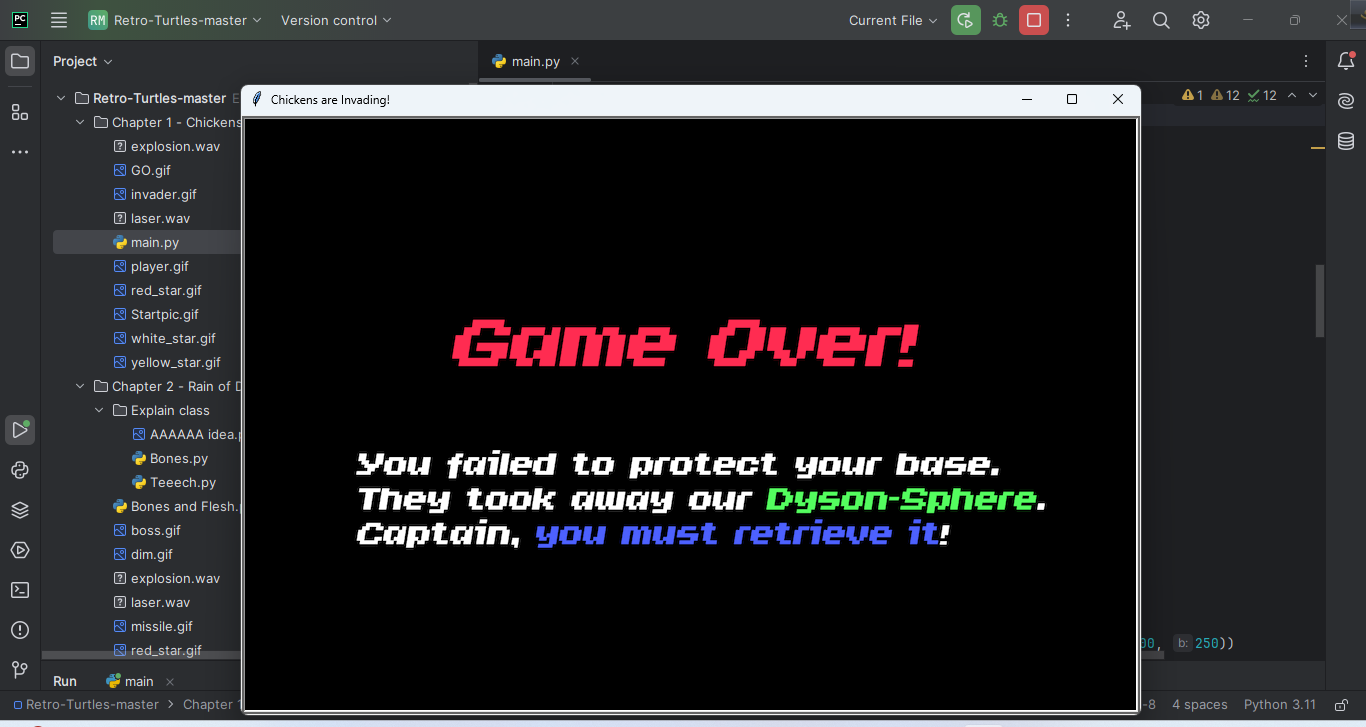 PC
RM Retro-Turtles-master
Version control
Current File
Project
main.py
Retro-Turtles-master
Chickens are Invading!
1 12 12
Chapter 1 - Chickens
explosion.wav
GO.gif
invader.gif
laser.wav
main.py
player.gif
red_star.gif
Startpic.gif
white_star.gif
yellow_star.gif
Chapter 2 - Rain of
Explain class
AAAAAA idea.
Bones.py
Teeech.py
Bones and Flesh.
boss.gif
dim.gif
explosion.wav
laser.wav
missile.gif
red_star.gif
Game Over!
You failed to protect your base.
They took away our Dyson-Sphere.
Captain, you must retrieve it!
00, b: 250))
Run
main
Retro-Turtles-master > Chapter
-8
4 spaces
Python 3.11